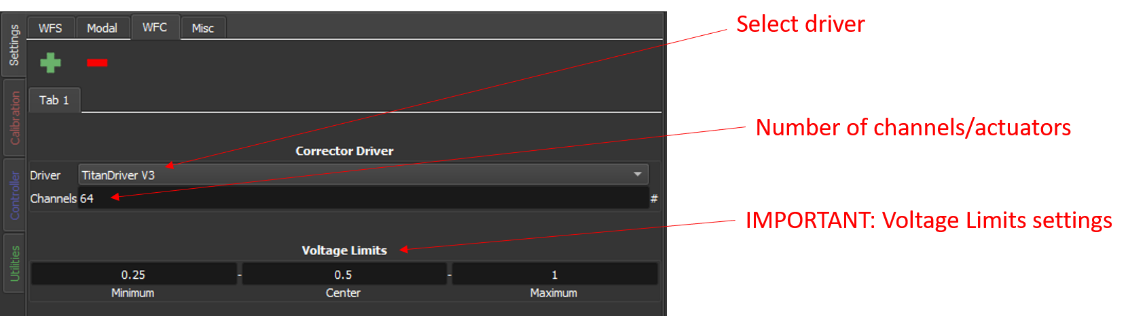 Settings
Calibration
Controller
Utilities
WFS Modal WFC Misc
Select driver
Tab 1
Number of channels/actuators
Corrector Driver
Driver TitanDriver V3
Channels 64 #
IMPORTANT: Voltage Limits settings
Voltage Limits
0.25 - 0.5 - 1
Minimum Center Maximum